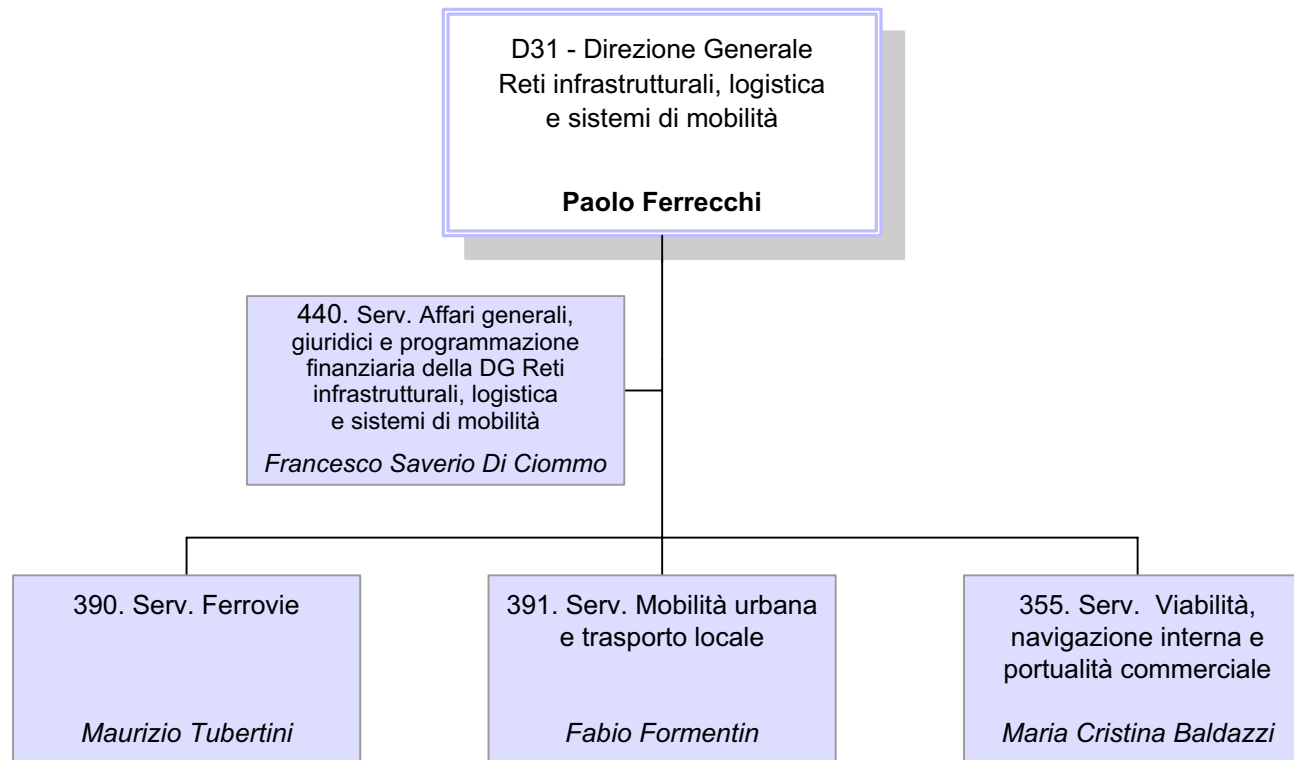 D31 - Direzione Generale
Reti infrastrutturali, logistica
e sistemi di mobilità
Paolo Ferrecchi
440. Serv. Affari generali,
giuridici e programmazione
finanziaria della DG Reti
infrastrutturali, logistica
e sistemi di mobilità
Francesco Saverio Di Ciommo
390. Serv. Ferrovie
Maurizio Tubertini
391. Serv. Mobilità urbana
e trasporto locale
Fabio Formentin
355. Serv. Viabilità,
navigazione interna e
portualità commerciale
Maria Cristina Baldazzi